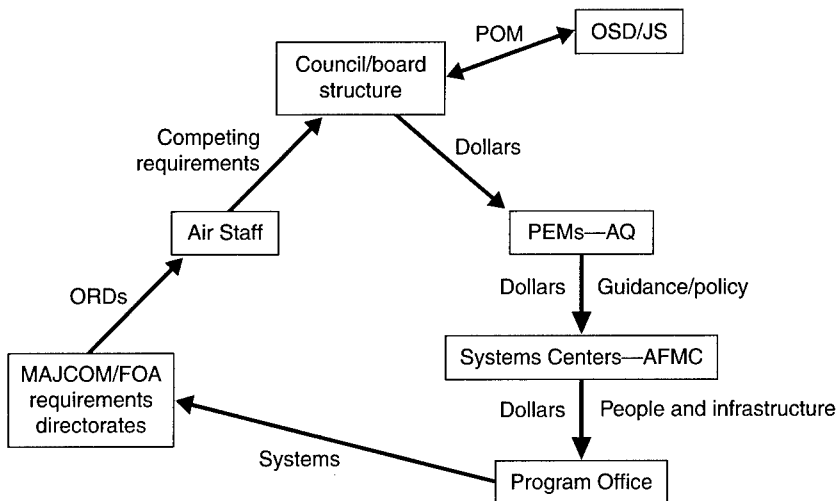 POM
OSD/JS
Council/board
structure
Competing
requirements
Dollars
Air Staff
PEMs—AQ
ORDs
Dollars
Guidance/policy
Systems Centers—AFMC
MAJCOM/FOA
requirements
directorates
Dollars
People and infrastructure
Systems
Program Office